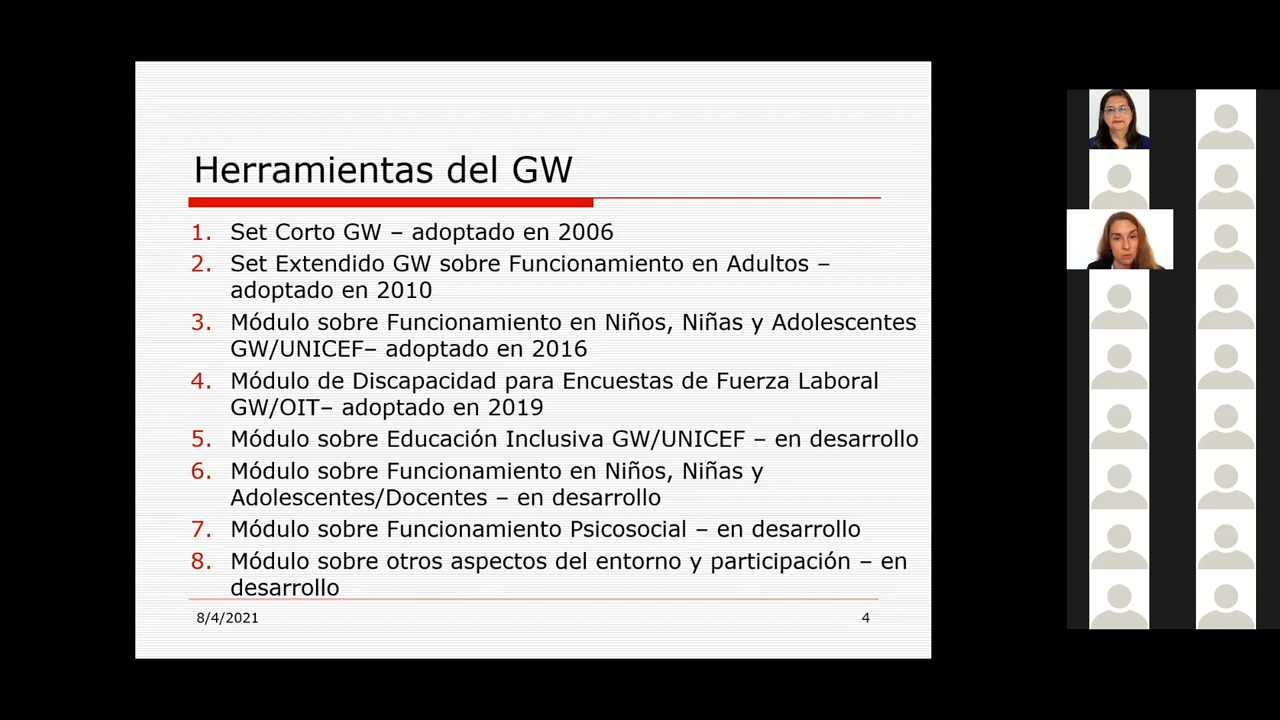 Herramientas del GW
1. Set Corto GW – adoptado en 2006
2. Set Extendido GW sobre Funcionamiento en Adultos –
adoptado en 2010
3. Módulo sobre Funcionamiento en Niños, Niñas y Adolescentes
GW/UNICEF– adoptado en 2016
4. Módulo de Discapacidad para Encuestas de Fuerza Laboral
GW/OIT– adoptado en 2019
5. Módulo sobre Educación Inclusiva GW/UNICEF – en desarrollo
6. Módulo sobre Funcionamiento en Niños, Niñas y
Adolescentes/Docentes – en desarrollo
7. Módulo sobre Funcionamiento Psicosocial – en desarrollo
8. Módulo sobre otros aspectos del entorno y participación – en
desarrollo
8/4/2021 4